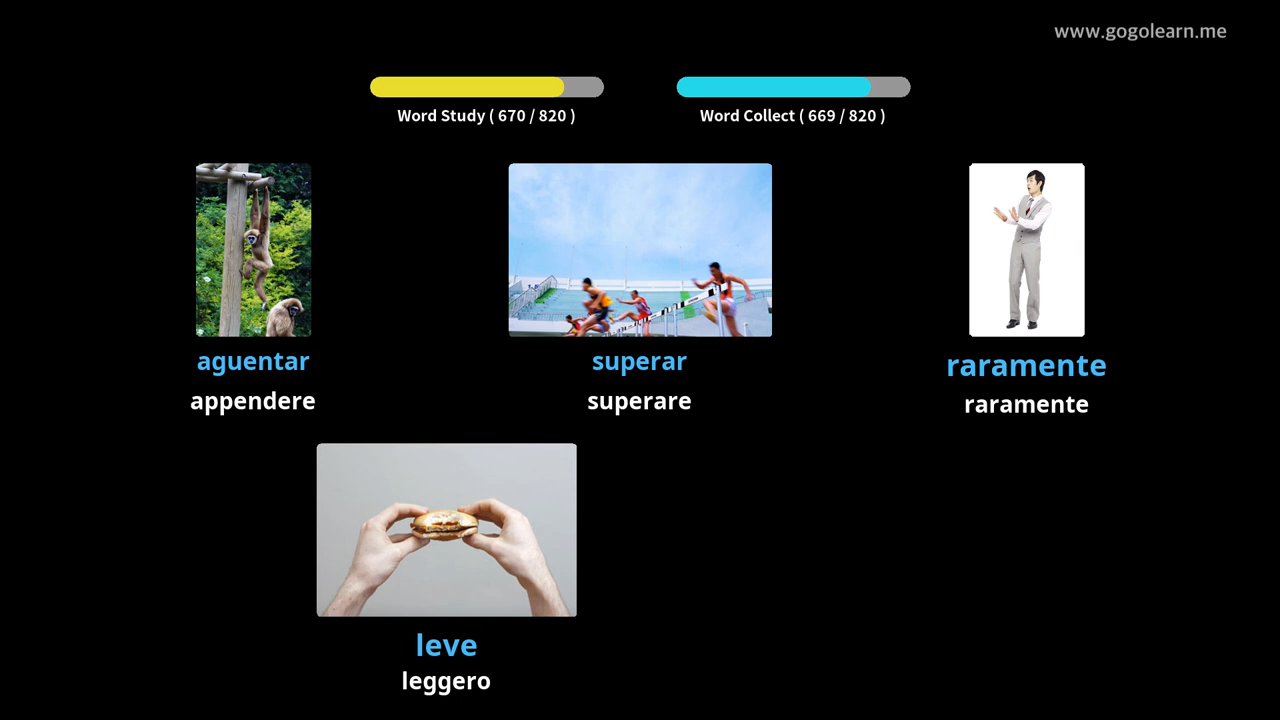 www.gogolearn.me
Word Study ( 670 / 820 )
Word Collect ( 669 / 820 )
aguentar
appendere
superar
superare
raramente
raramente
leve
leggero